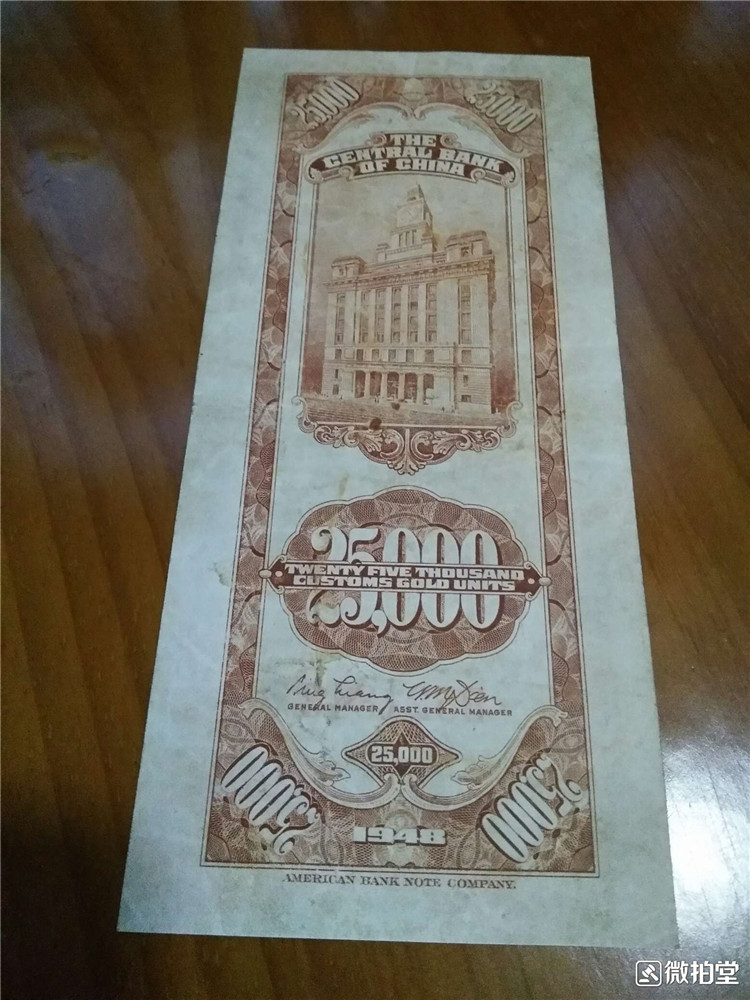 25,000 25,000
THE
CENTRAL BANK
OF CHINA
25,000
TWENTY FIVE THOUSAND
CUSTOMS GOLD UNITS
GENERAL MANAGER ASST. GENERAL MANAGER
25,000
25,000 25,000
1948
AMERICAN BANK NOTE COMPANY.
微拍堂